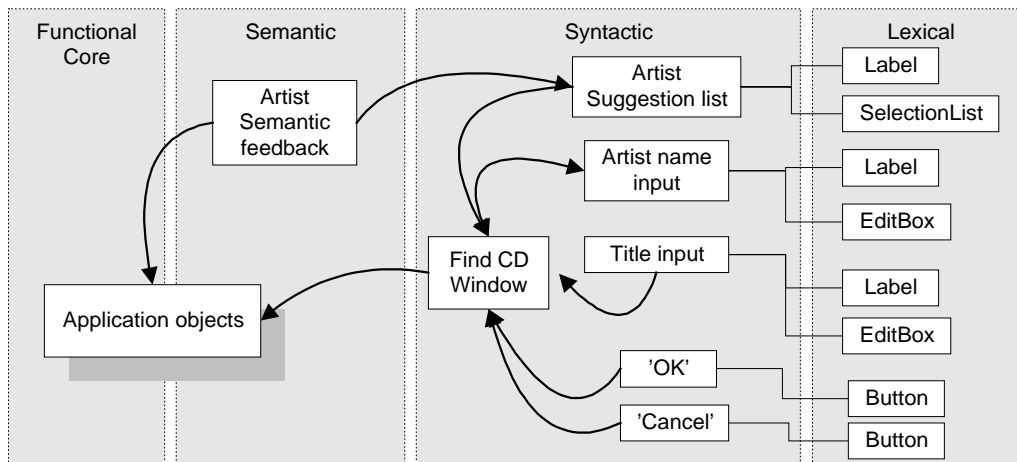 Functional
Core
Semantic
Syntactic
Lexical
Artist
Semantic
feedback
Artist
Suggestion list
Label
SelectionList
Artist name
input
Label
EditBox
Find CD
Window
Title input
Label
EditBox
Application objects
’OK’
Button
’Cancel’
Button